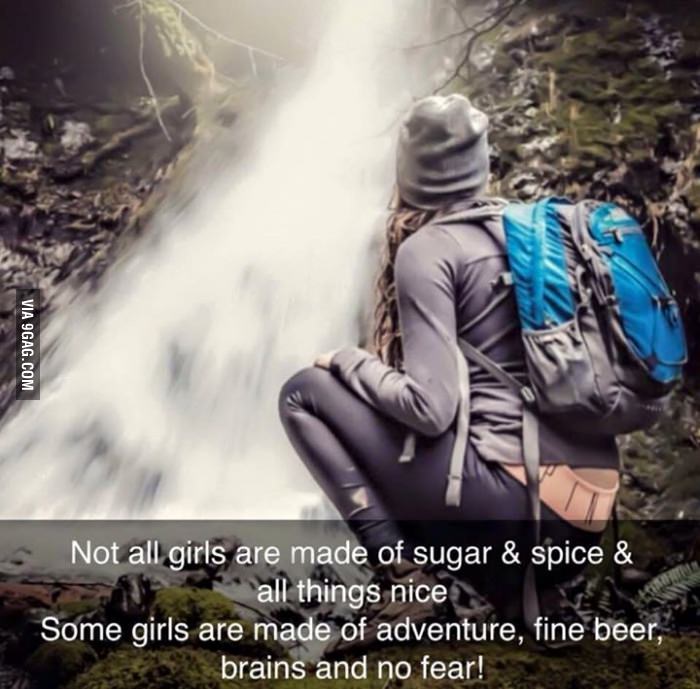 VIA 9GAG.COM
Not all girls are made of sugar & spice &
all things nice
Some girls are made of adventure, fine beer,
brains and no fear!